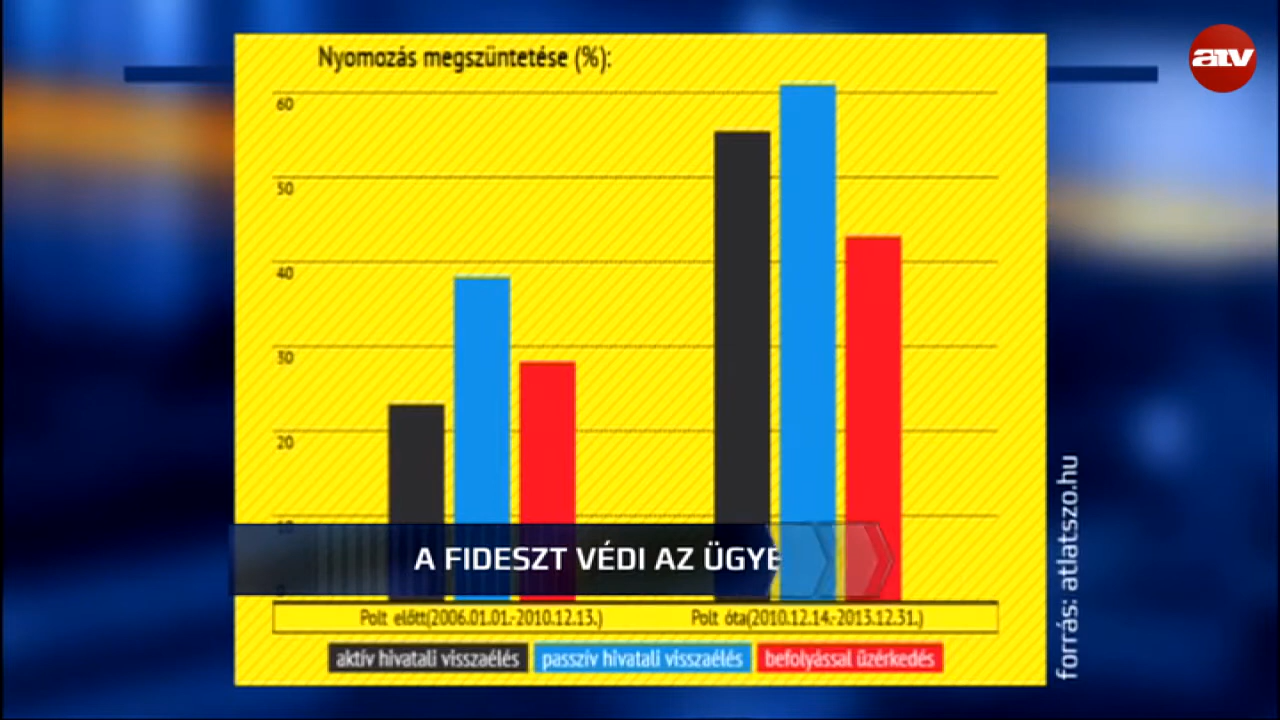 atv
Nyomozás megszüntetése (%):
60
50
40
30
20
A FIDESZT VÉDI AZ ÜGYE
Polt előtt(2006.01.01.-2010.12.13.)
Polt óta(2010.12.14.-2013.12.31.)
aktív hivatali visszaélés
passzív hivatali visszaélés
befolyással üzérkedés
forrás: atlatszo.hu